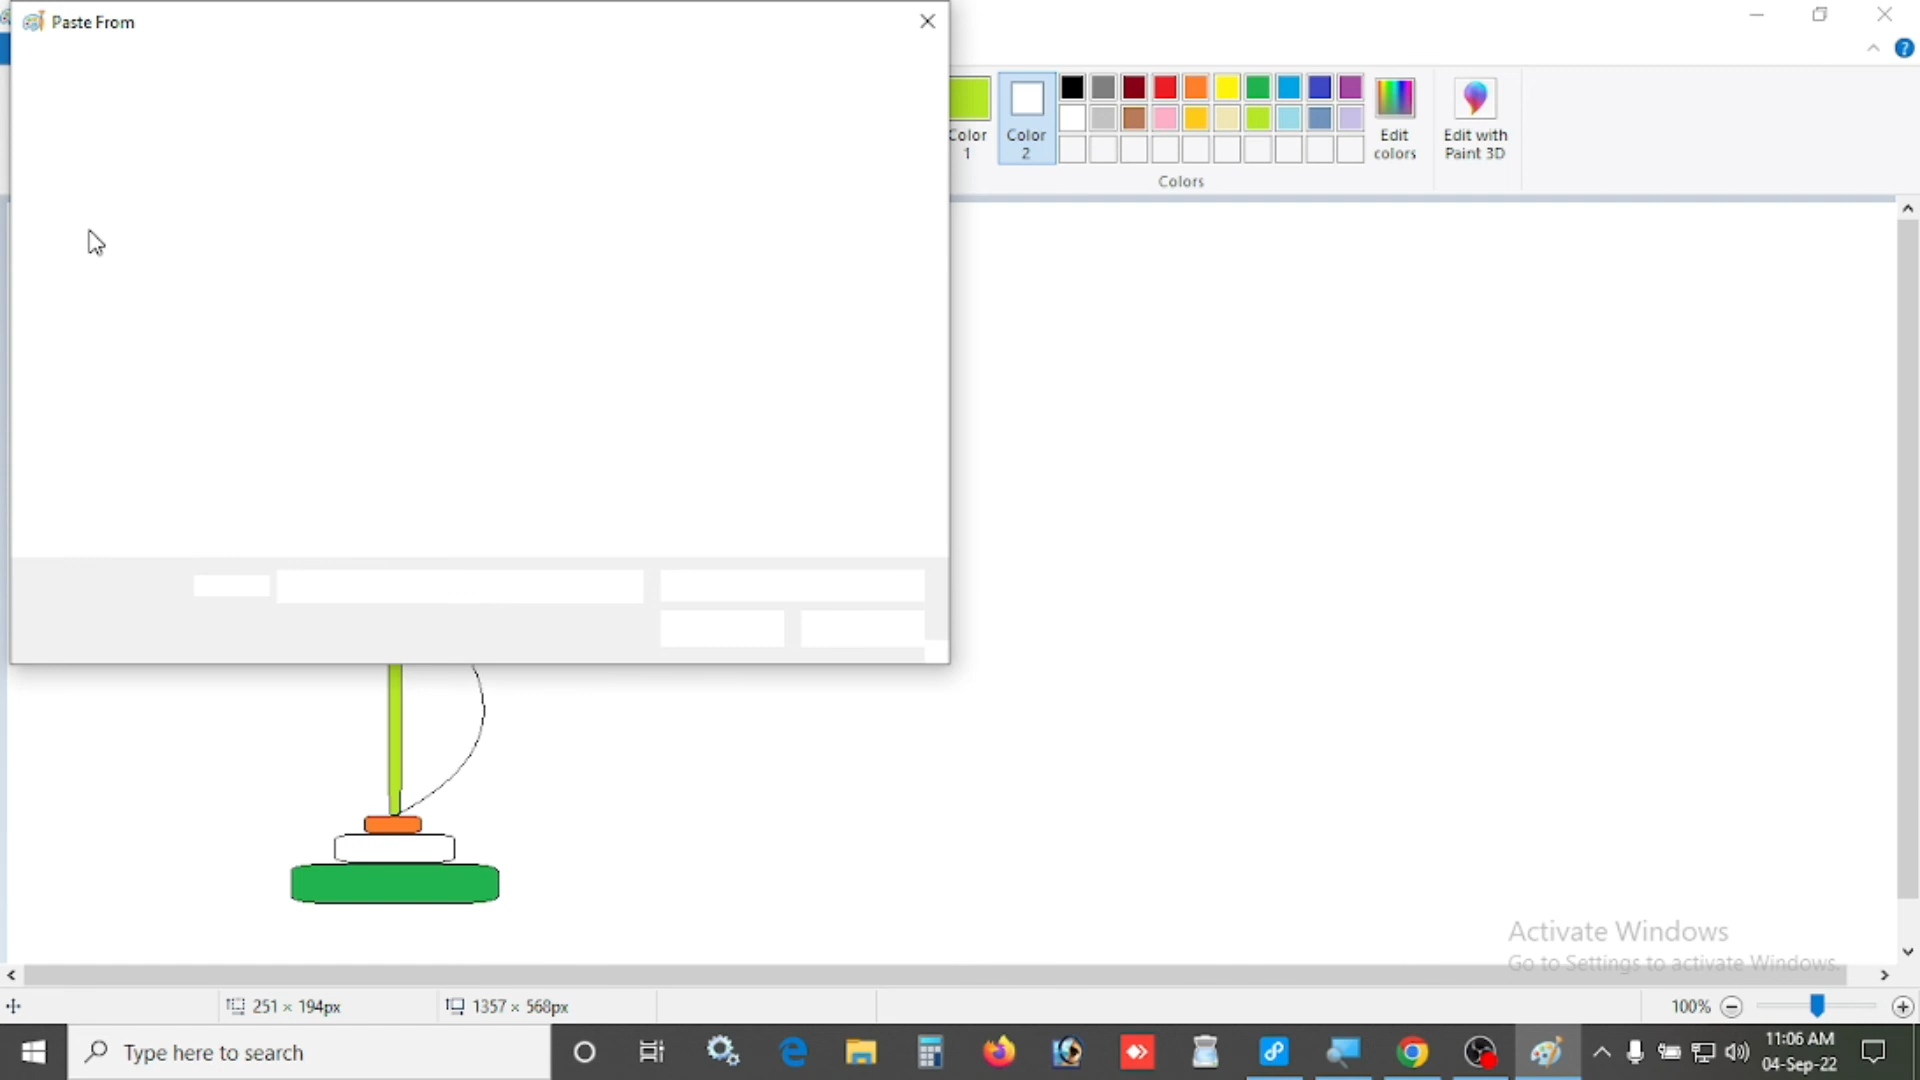 Paste From
Color
1
Color
2
Edit
colors
Edit with
Paint 3D
Colors
Activate Windows
Go to Settings to activate Windows.
251 × 194px
1357 × 568px
100%
Type here to search
11:06 AM
04-Sep-22